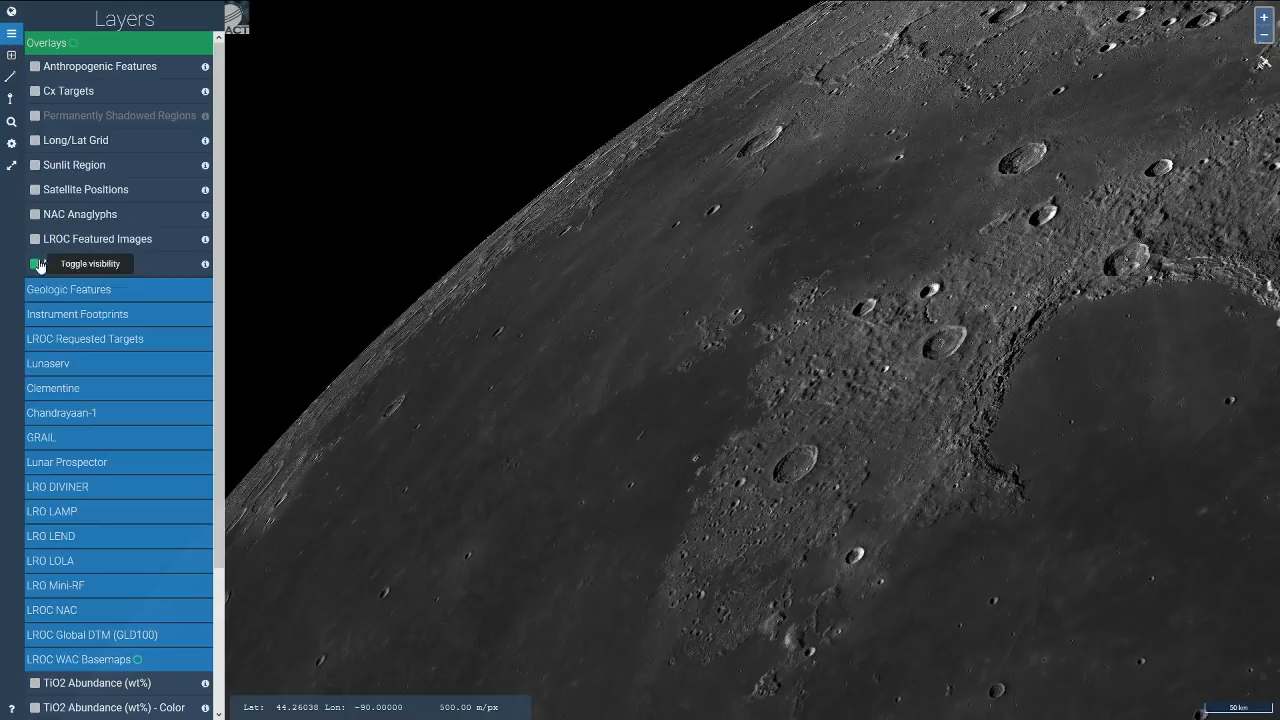 Layers
ACT
Overlays
Anthropogenic Features
Cx Targets
Permanently Shadowed Regions
Long/Lat Grid
Sunlit Region
Satellite Positions
NAC Anaglyphs
LROC Featured Images
Toggle visibility
Geologic Features
Instrument Footprints
LROC Requested Targets
Lunaserv
Clementine
Chandrayaan-1
GRAIL
Lunar Prospector
LRO DIVINER
LRO LAMP
LRO LEND
LRO LOLA
LRO Mini-RF
LROC NAC
LROC Global DTM (GLD100)
LROC WAC Basemaps
TiO2 Abundance (wt%)
TiO2 Abundance (wt%) - Color
Lat: 44.26038 Lon: -90.00000 500.00 m/px
50 km